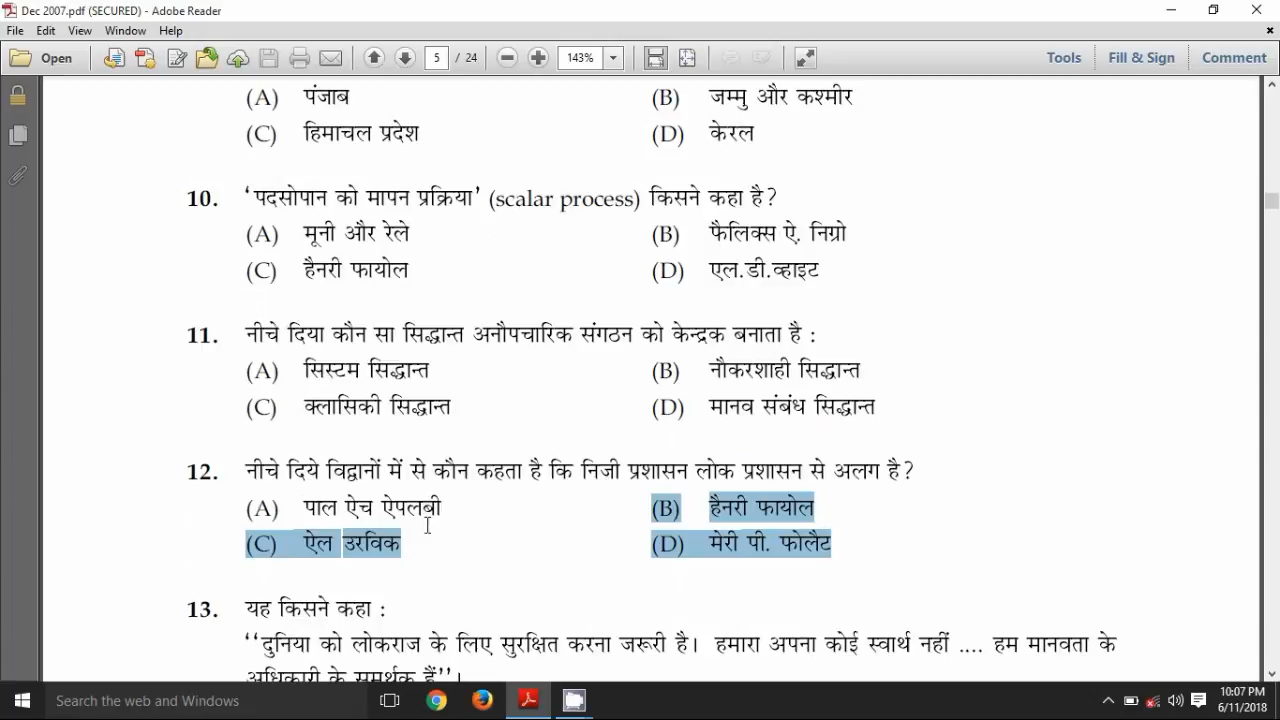 Dec 2007.pdf (SECURED) - Adobe Reader
File Edit View Window Help
Open 5 / 24 143% Tools Fill & Sign Comment
(A) पंजाब (B) जम्मु और कश्मीर
(C) हिमाचल प्रदेश (D) केरल
10. ‘पदसोपान को मापन प्रक्रिया’ (scalar process) किसने कहा है?
(A) मूनी और रेले (B) फैलिक्स ऐ. निग्रो
(C) हैनरी फायोल (D) एल.डी.व्हाइट
11. नीचे दिया कौन सा सिद्धान्त अनौपचारिक संगठन को केन्द्रक बनाता है :
(A) सिस्टम सिद्धान्त (B) नौकरशाही सिद्धान्त
(C) क्लासिकी सिद्धान्त (D) मानव संबंध सिद्धान्त
12. नीचे दिये विद्वानों में से कौन कहता है कि निजी प्रशासन लोक प्रशासन से अलग है?
(A) पाल ऐच ऐपलबी (B) हैनरी फायोल
(C) ऐल उरविक (D) मेरी पी. फोलैट
13. यह किसने कहा :
‘‘दुनिया को लोकराज के लिए सुरक्षित करना जरूरी है। हमारा अपना कोई स्वार्थ नहीं .... हम मानवता के
अधिकारी के समर्थक हैं’’।
Search the web and Windows
10:07 PM
6/11/2018